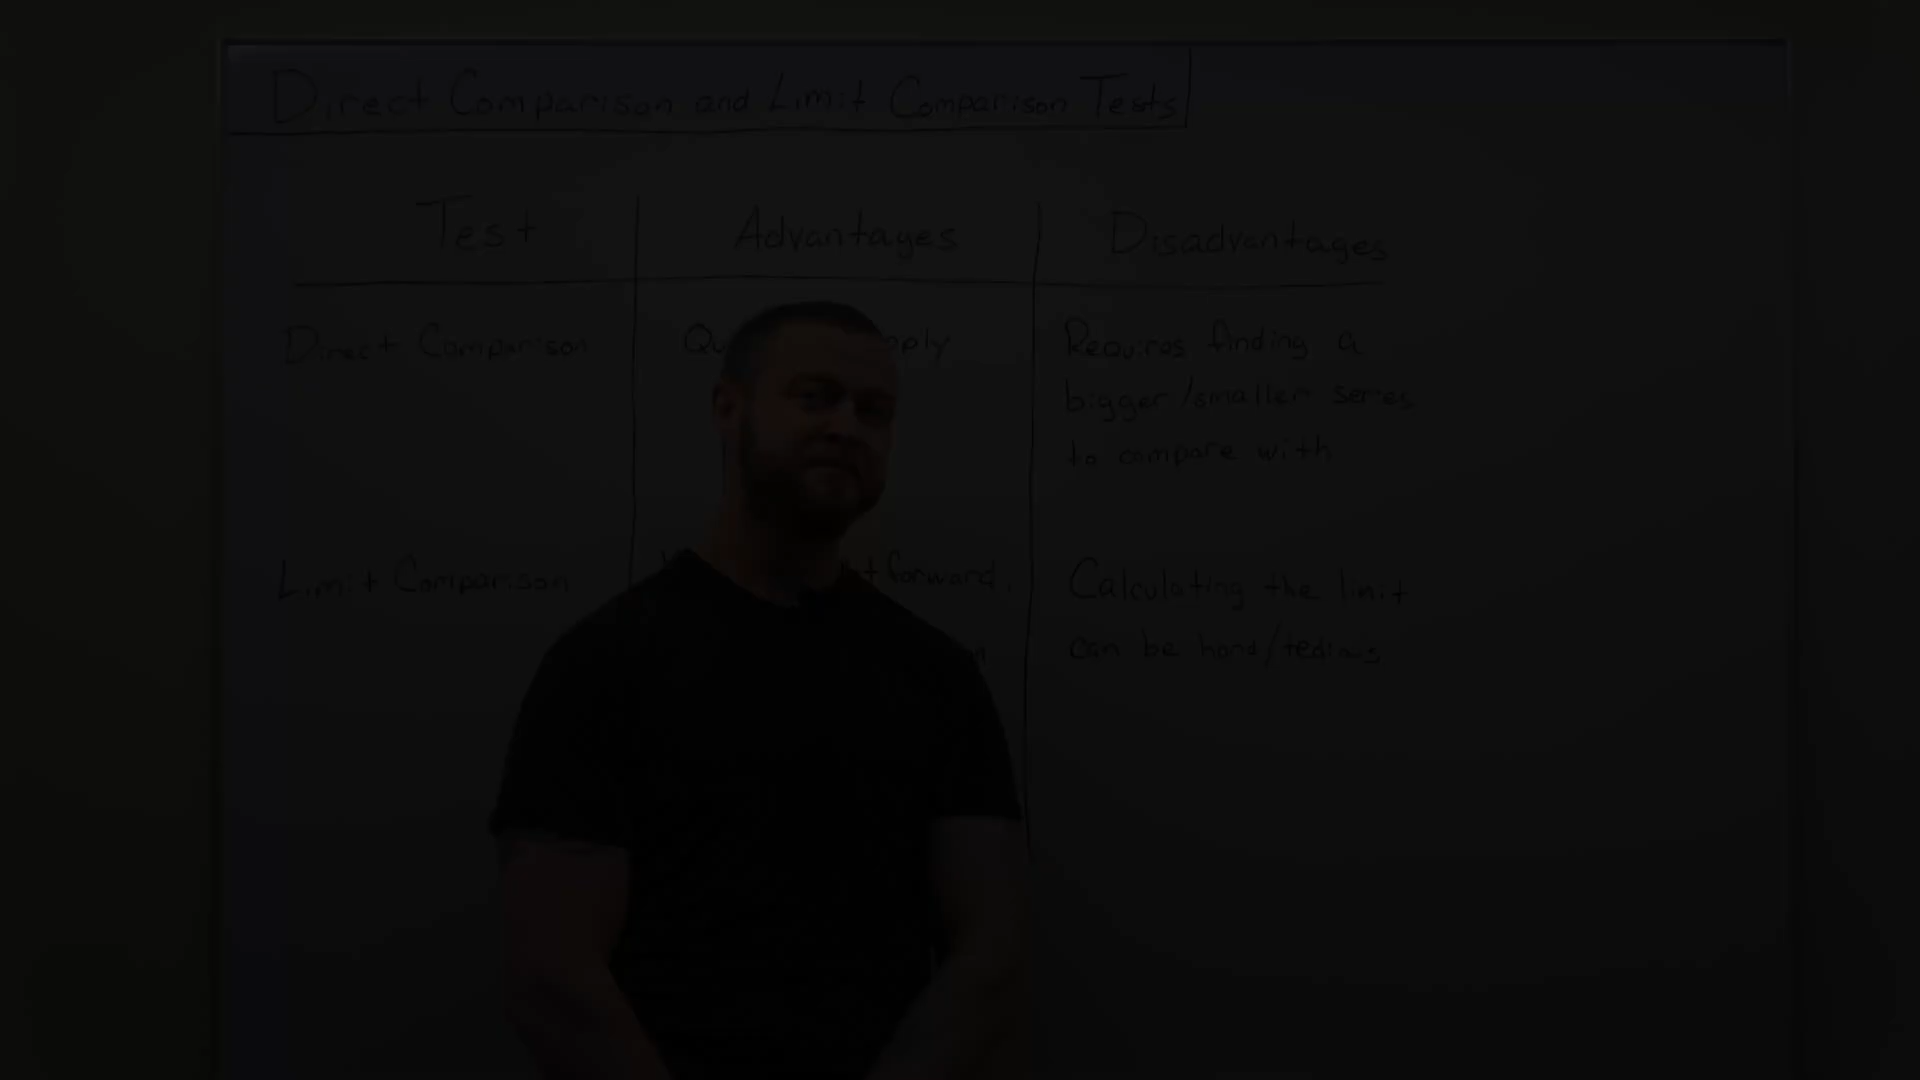 Direct Comparison and Limit Comparison Tests
Test Advantages Disadvantages
Direct Comparison
Requires finding a
bigger/smaller series
to compare with
Limit Comparison
forward
Calculating the limit
can be hard/tedious